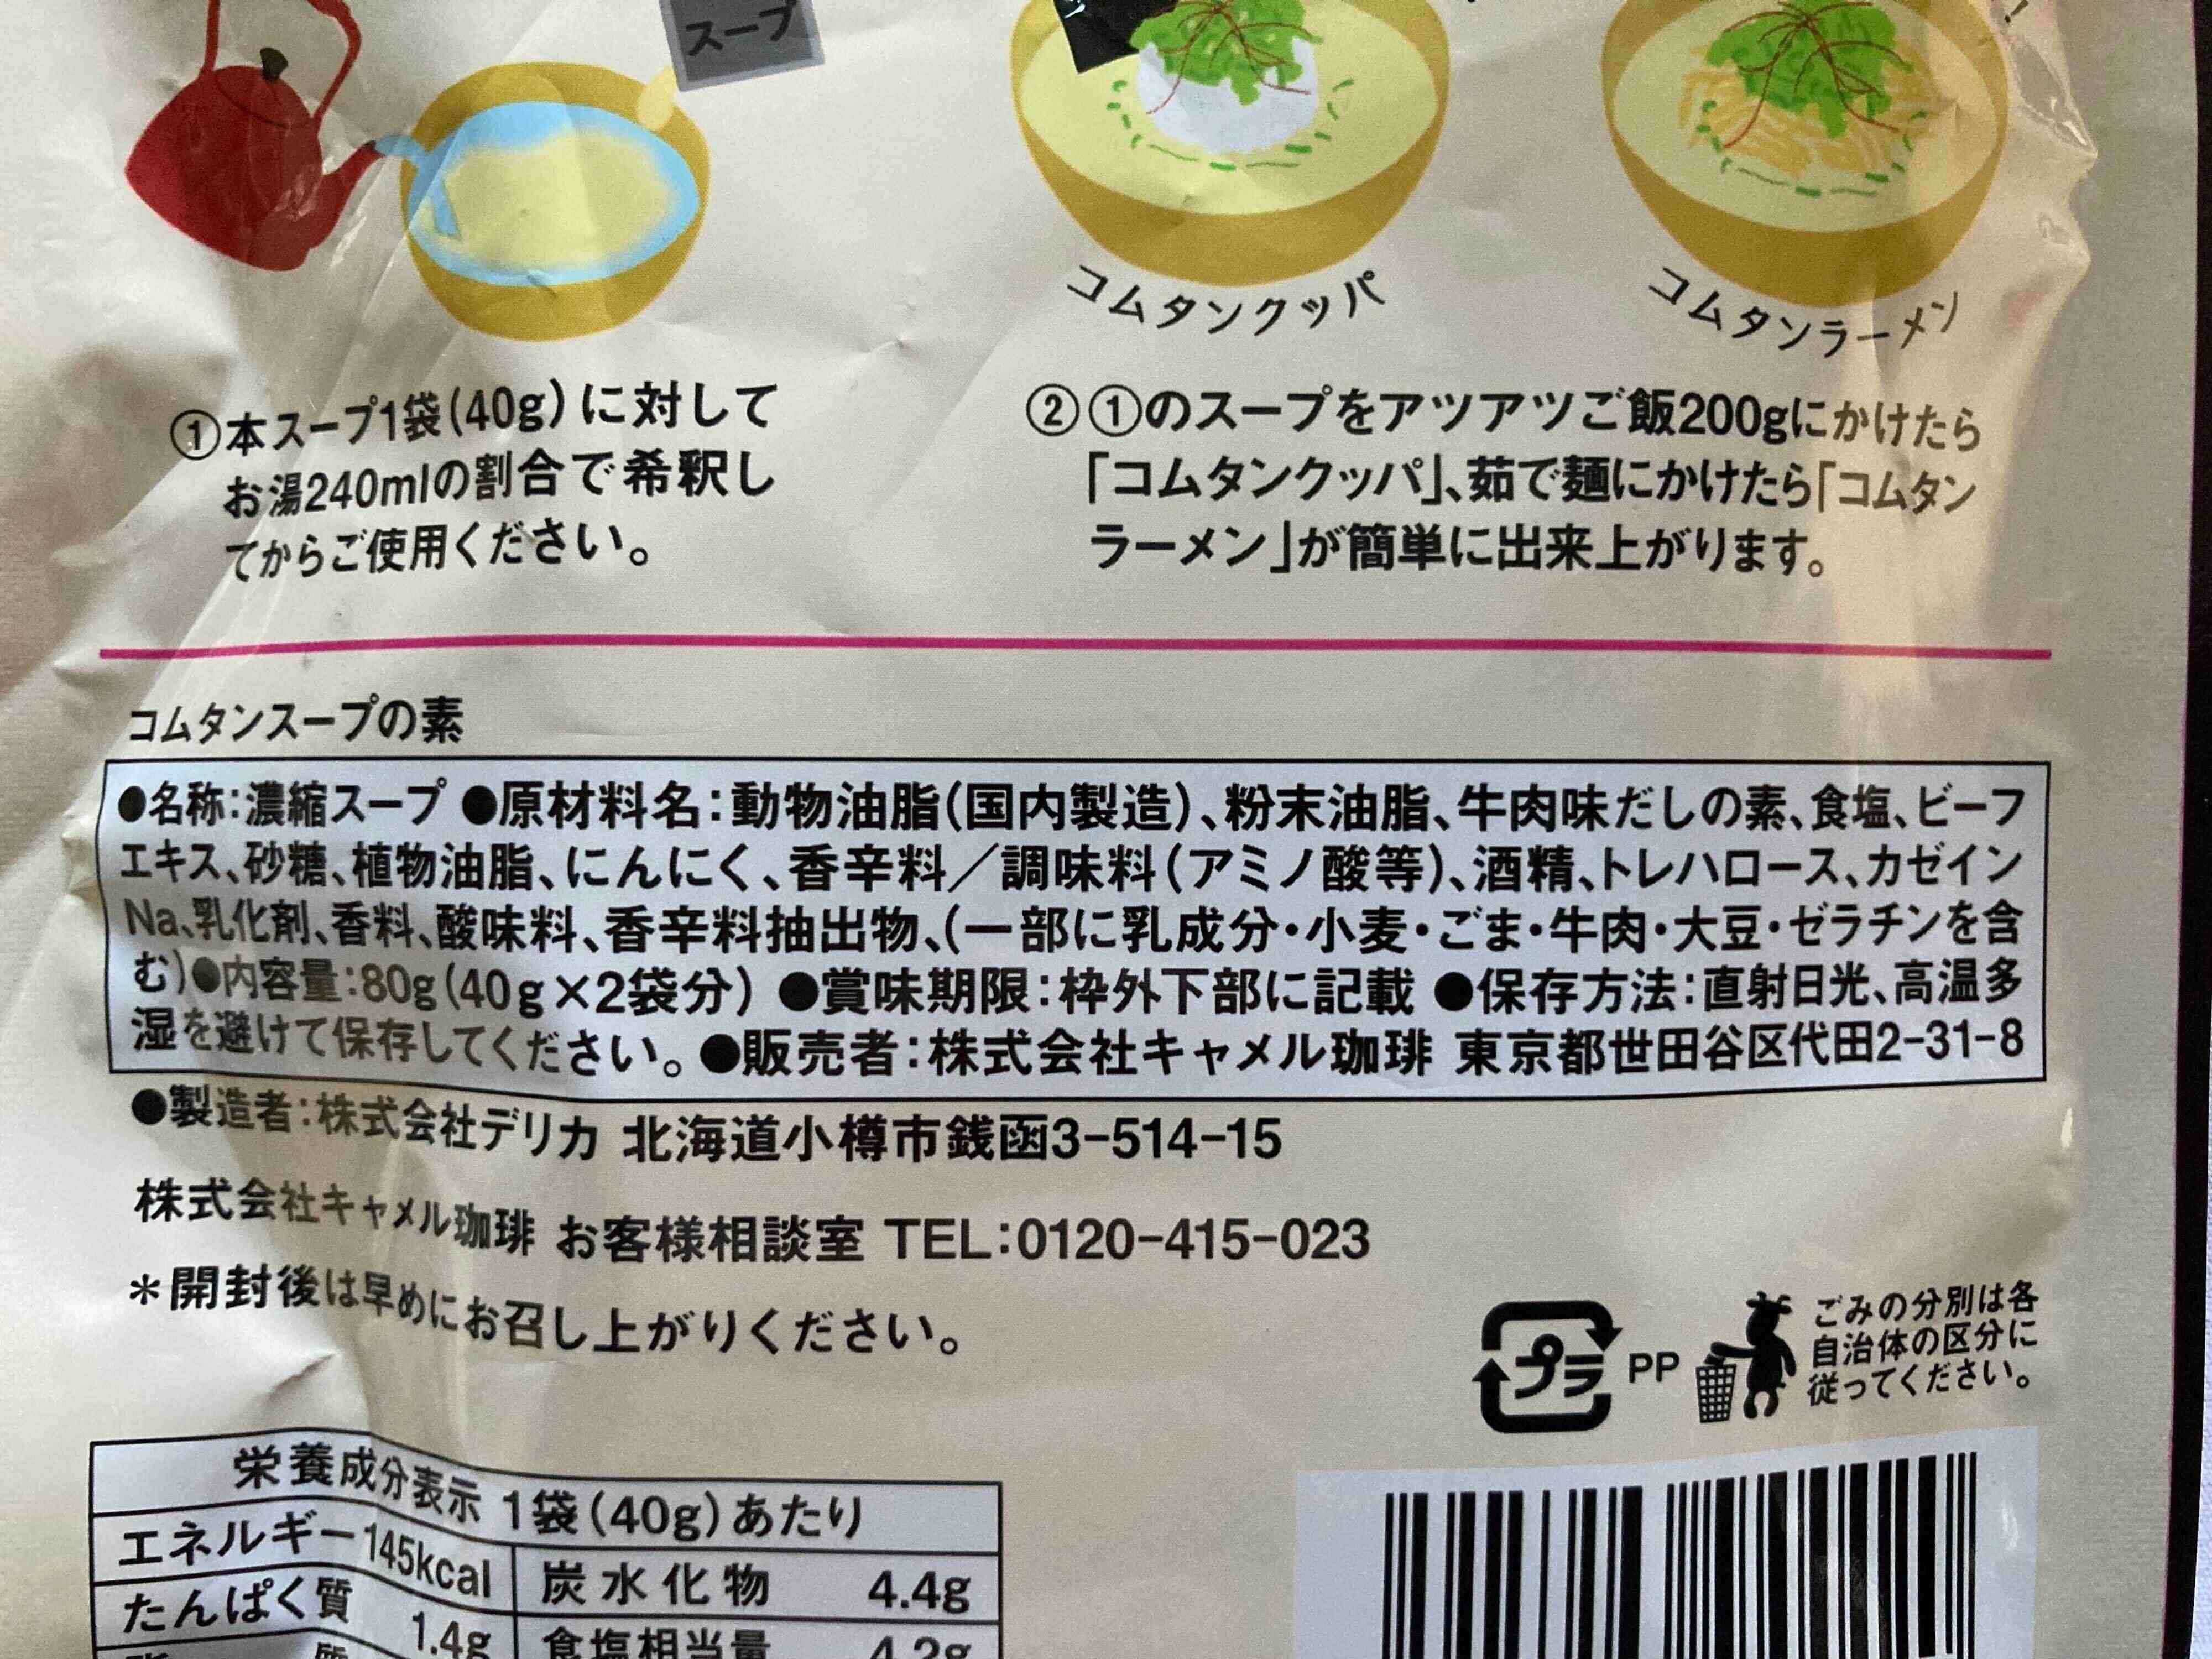 スープ
コムタンクッパ
コムタンラーメン
①本スープ1袋(40g)に対して
お湯240mlの割合で希釈し
てからご使用ください。
②①のスープをアツアツご飯200gにかけたら
「コムタンクッパ」、茹で麺にかけたら「コムタン
ラーメン」が簡単に出来上がります。
コムタンスープの素
●名称:濃縮スープ ●原材料名:動物油脂(国内製造)、粉末油脂、牛肉味だしの素、食塩、ビーフ
エキス、砂糖、植物油脂、にんにく、香辛料/調味料(アミノ酸等)、酒精、トレハロース、カゼイン
Na、乳化剤、香料、酸味料、香辛料抽出物、(一部に乳成分・小麦・ごま・牛肉・大豆・ゼラチンを含
む)●内容量:80g(40g×2袋分) ●賞味期限:枠外下部に記載 ●保存方法:直射日光、高温多
湿を避けて保存してください。●販売者:株式会社キャメル珈琲 東京都世田谷区代田2-31-8
●製造者:株式会社デリカ 北海道小樽市銭函3-514-15
株式会社キャメル珈琲 お客様相談室 TEL:0120-415-023
*開封後は早めにお召し上がりください。
プラ PP
ごみの分別は各
自治体の区分に
従ってください。
栄養成分表示 1袋(40g)あたり
エネルギー 145kcal 炭水化物 4.4g
たんぱく質 1.4g 食塩相当量 4.2g